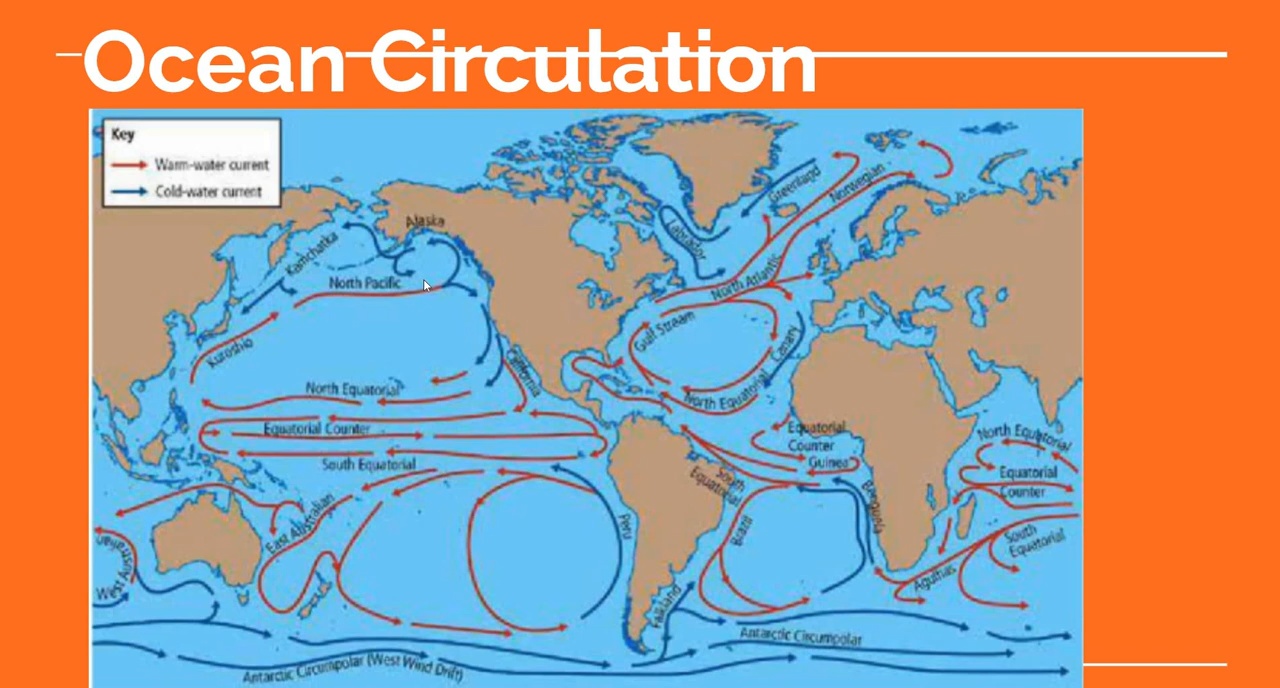 Ocean Circulation
Key
Warm-water current
Cold-water current
Alaska
Kamchatka
North Pacific
Kuroshio
California
North Equatorial
Equatorial Counter
South Equatorial
East Australian
West Australian
Peru
Antarctic Circumpolar (West Wind Drift)
Greenland
Norwegian
Labrador
North Atlantic
Gulf Stream
Canary
North Equatorial
Equatorial
Counter
Guinea
South
Equatorial
Brazil
Benguela
Falkland
Agulhas
Antarctic Circumpolar
North Equatorial
Equatorial
Counter
South
Equatorial